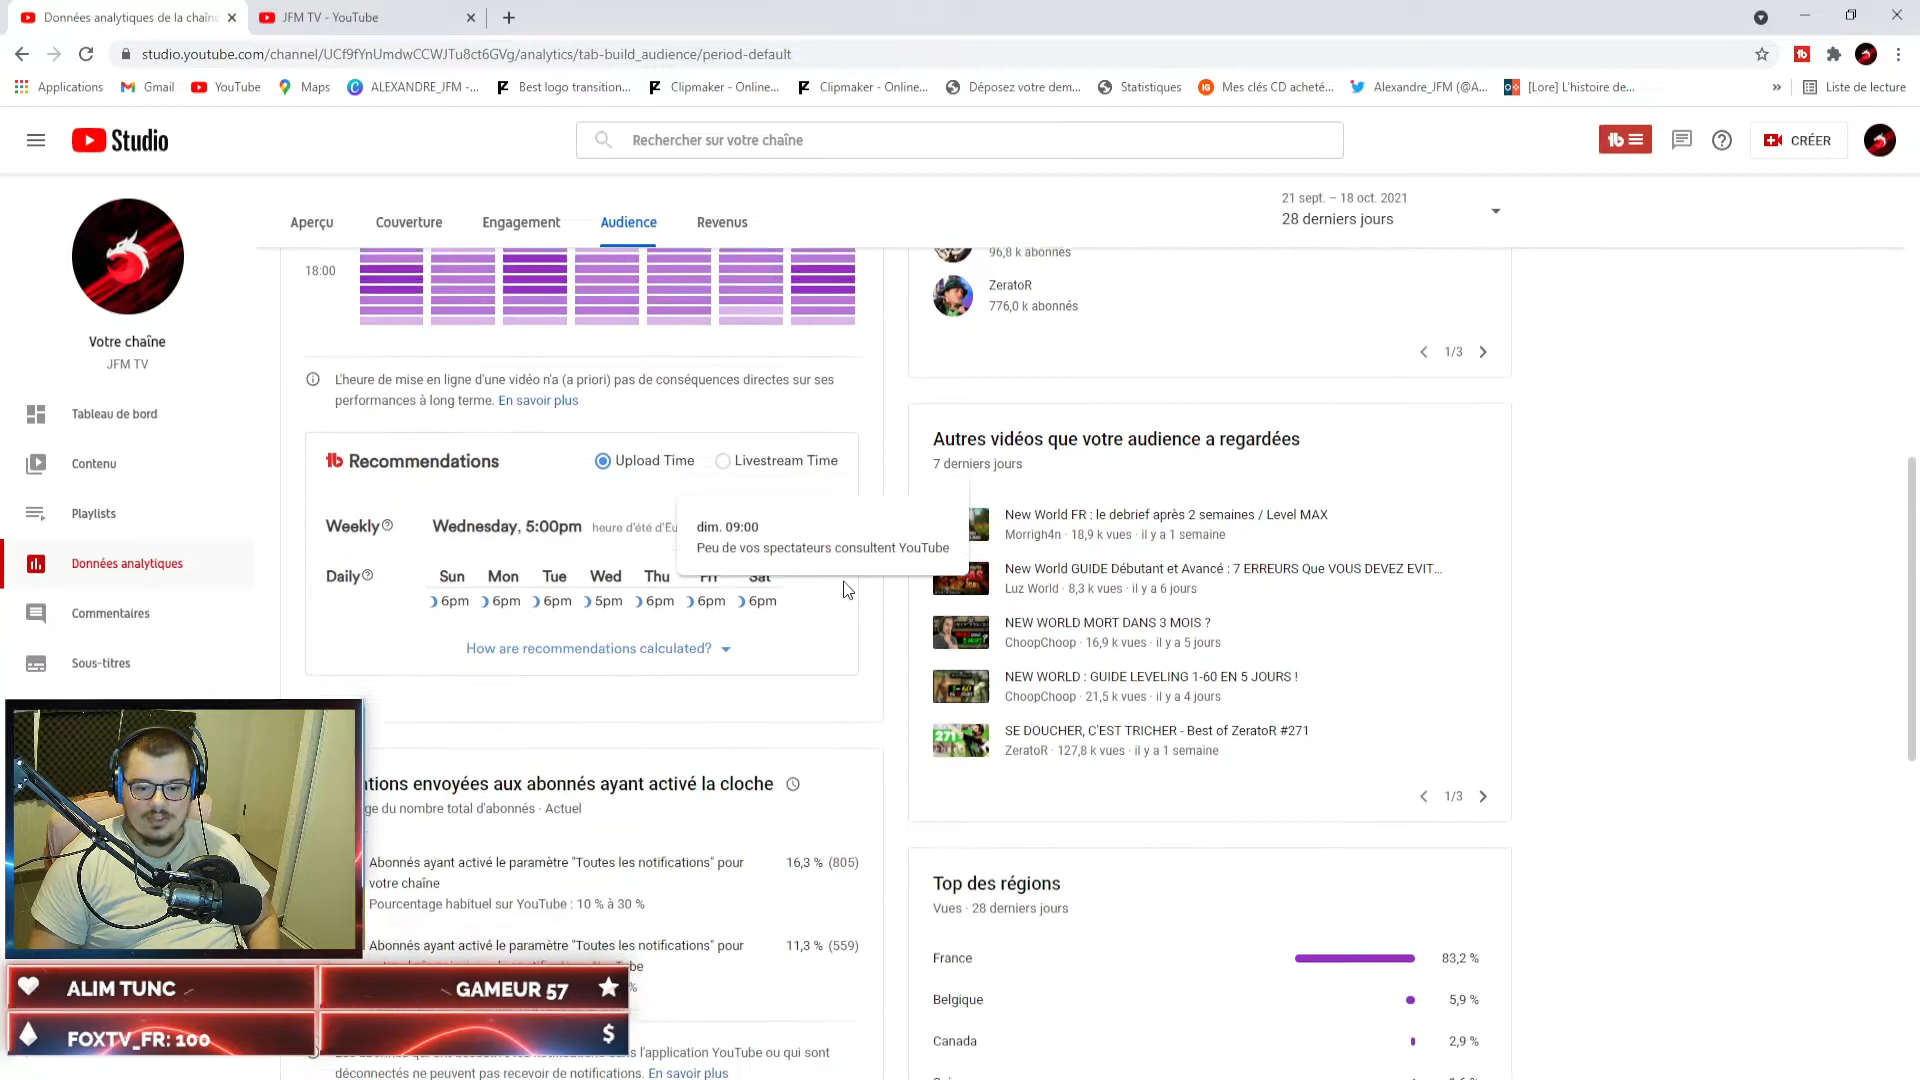 Données analytiques de la chaîn
JFM TV - YouTube
studio.youtube.com/channel/UCf9fYnUmdwCCWJTu8ct6GVg/analytics/tab-build_audience/period-default
Applications
Gmail
YouTube
Maps
ALEXANDRE_JFM -...
Best logo transition...
Clipmaker - Online...
Clipmaker - Online...
Déposez votre dem...
Statistiques
Mes clés CD acheté...
Alexandre_JFM (@A...
[Lore] L'histoire de...
»
Liste de lecture
Studio
Rechercher sur votre chaîne
CRÉER
Votre chaîne
JFM TV
Tableau de bord
Contenu
Playlists
Données analytiques
Commentaires
Sous-titres
Aperçu
Couverture
Engagement
Audience
Revenus
21 sept. – 18 oct. 2021
28 derniers jours
18:00
L'heure de mise en ligne d'une vidéo n'a (a priori) pas de conséquences directes sur ses
performances à long terme. En savoir plus
Recommendations
Upload Time
Livestream Time
Weekly
Wednesday, 5:00pm heure d'été d'Eu
dim. 09:00
Peu de vos spectateurs consultent YouTube
Daily
Sun Mon Tue Wed Thu Fri Sat
6pm 6pm 6pm 5pm 6pm 6pm 6pm
How are recommendations calculated?
tions envoyées aux abonnés ayant activé la cloche
ge du nombre total d'abonnés · Actuel
Abonnés ayant activé le paramètre "Toutes les notifications" pour
votre chaîne
16,3 % (805)
Pourcentage habituel sur YouTube : 10 % à 30 %
Abonnés ayant activé le paramètre "Toutes les notifications" pour
11,3 % (559)
l'application YouTube ou qui sont
déconnectés ne peuvent pas recevoir de notifications. En savoir plus
96,8 k abonnés
ZeratoR
776,0 k abonnés
1/3
Autres vidéos que votre audience a regardées
7 derniers jours
New World FR : le debrief après 2 semaines / Level MAX
Morrigh4n · 18,9 k vues · il y a 1 semaine
New World GUIDE Débutant et Avancé : 7 ERREURS Que VOUS DEVEZ EVIT...
Luz World · 8,3 k vues · il y a 6 jours
NEW WORLD MORT DANS 3 MOIS ?
ChoopChoop · 16,9 k vues · il y a 5 jours
NEW WORLD : GUIDE LEVELING 1-60 EN 5 JOURS !
ChoopChoop · 21,5 k vues · il y a 4 jours
271
SE DOUCHER, C'EST TRICHER - Best of ZeratoR #271
ZeratoR · 127,8 k vues · il y a 1 semaine
1/3
Top des régions
Vues · 28 derniers jours
France
83,2 %
Belgique
5,9 %
Canada
2,9 %
ALIM TUNC
GAMEUR 57
FOXTV_FR: 100
$